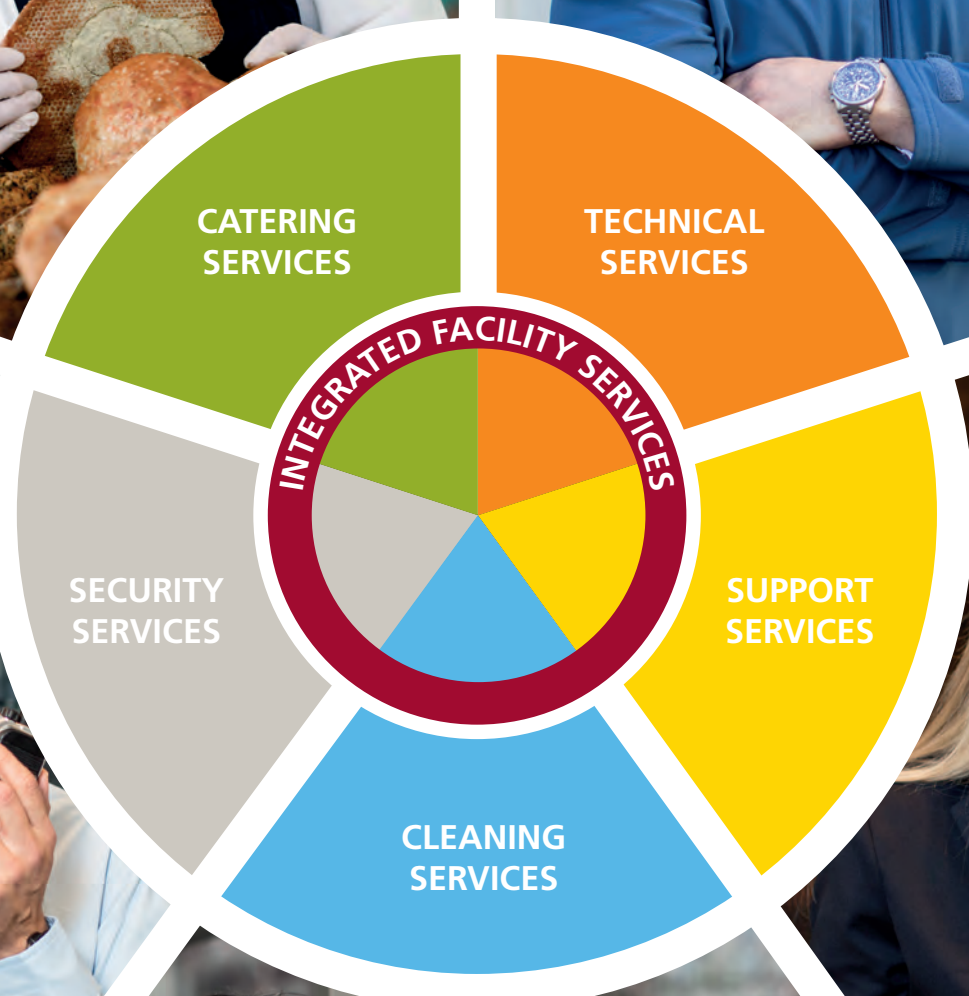 CATERING
SERVICES
TECHNICAL
SERVICES
INTEGRATED FACILITY SERVICES
SECURITY
SERVICES
SUPPORT
SERVICES
CLEANING
SERVICES